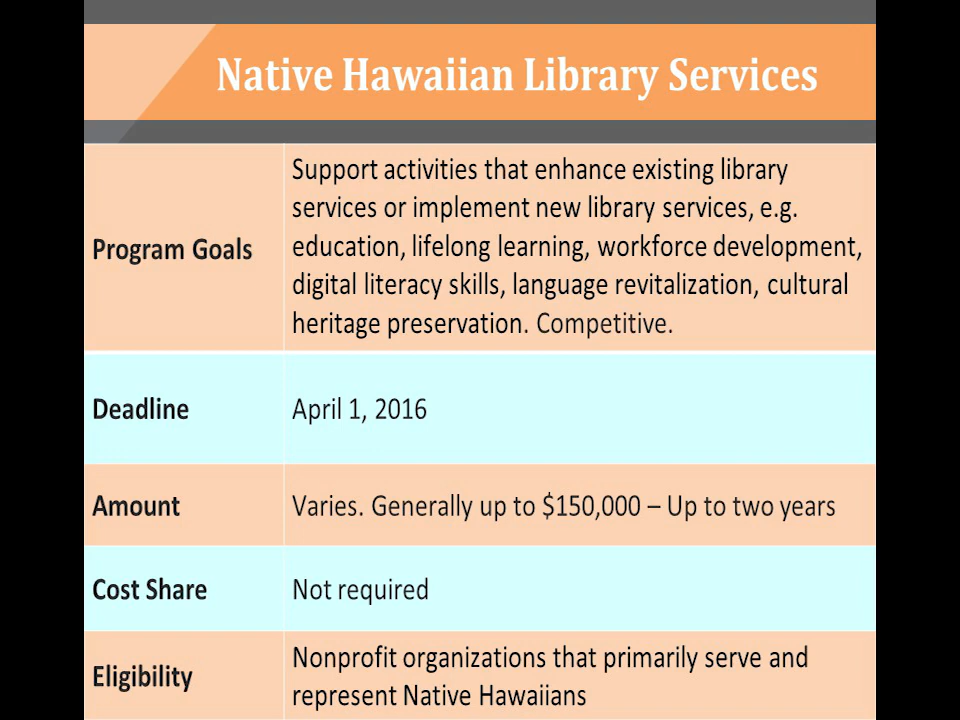 Native Hawaiian Library Services
Program Goals
Support activities that enhance existing library
services or implement new library services, e.g.
education, lifelong learning, workforce development,
digital literacy skills, language revitalization, cultural
heritage preservation. Competitive.
Deadline
April 1, 2016
Amount
Varies. Generally up to $150,000 – Up to two years
Cost Share
Not required
Eligibility
Nonprofit organizations that primarily serve and
represent Native Hawaiians